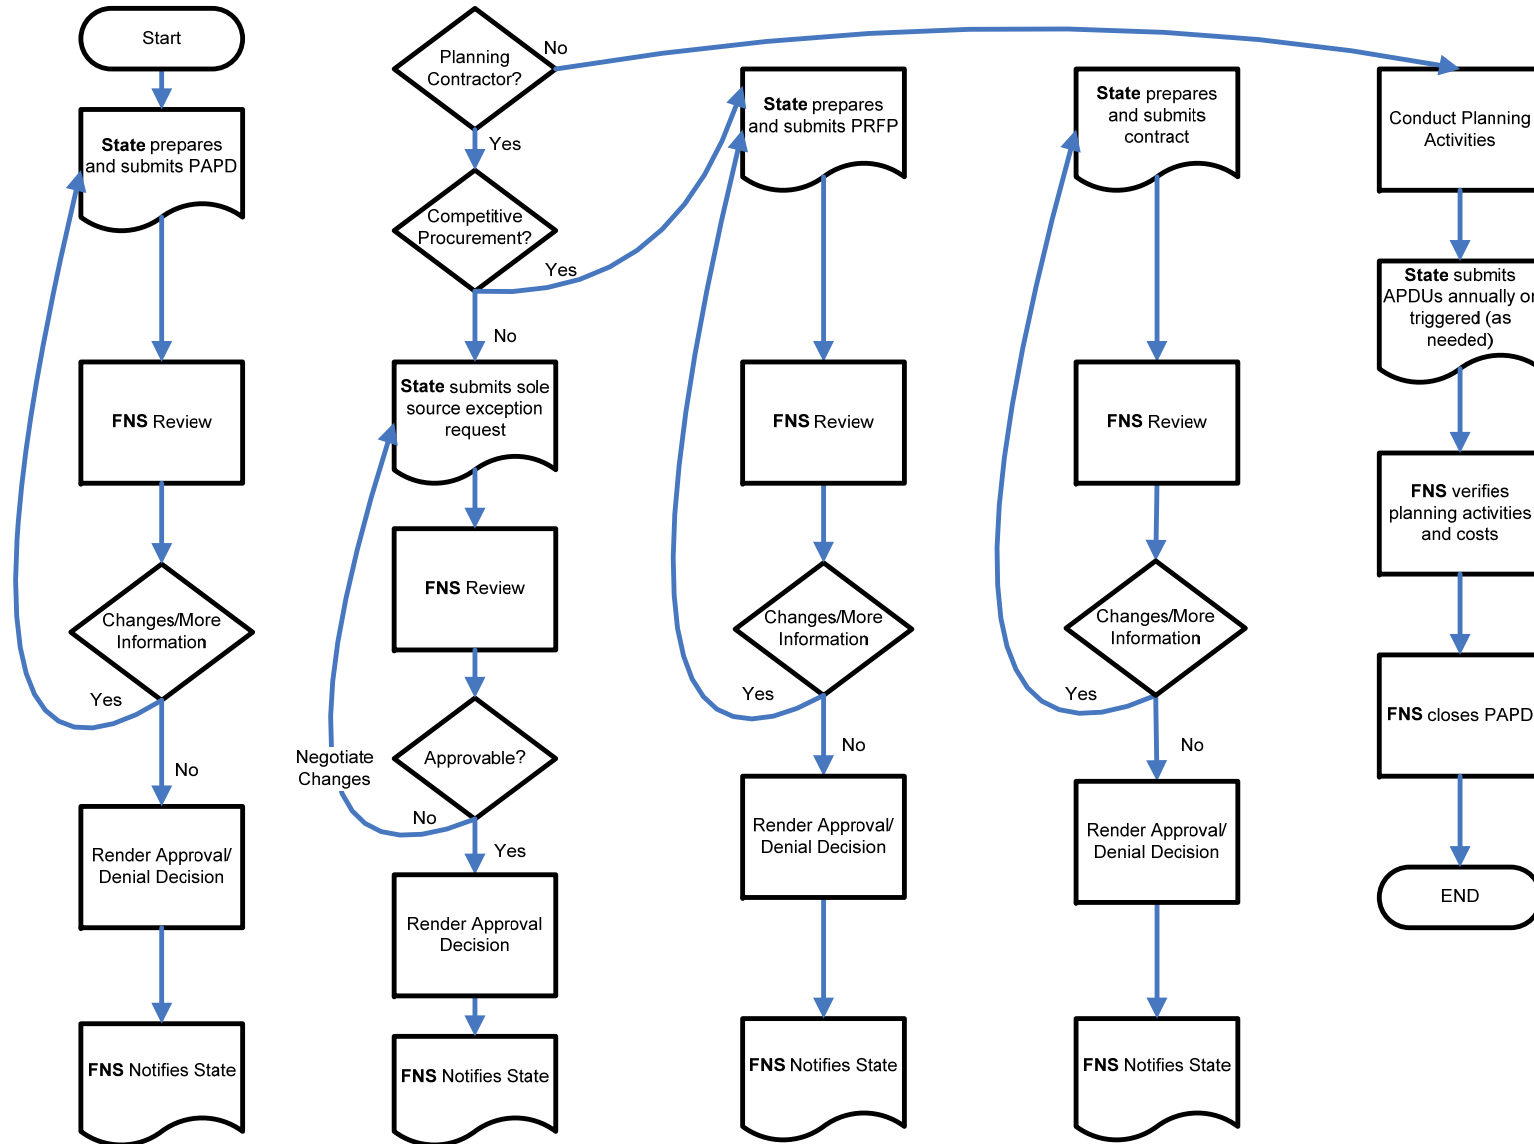 Start
State prepares
and submits PAPD
FNS Review
Changes/More
Information
Yes
No
Render Approval/
Denial Decision
FNS Notifies State
Planning
Contractor?
No
Yes
Competitive
Procurement?
Yes
No
State submits sole
source exception
request
FNS Review
Approvable?
Negotiate
Changes
No
Yes
Render Approval
Decision
FNS Notifies State
State prepares
and submits PRFP
FNS Review
Changes/More
Information
Yes
No
Render Approval/
Denial Decision
FNS Notifies State
State prepares
and submits
contract
FNS Review
Changes/More
Information
Yes
No
Render Approval/
Denial Decision
FNS Notifies State
Conduct Planning
Activities
State submits
APDUs annually or
triggered (as
needed)
FNS verifies
planning activities
and costs
FNS closes PAPD
END